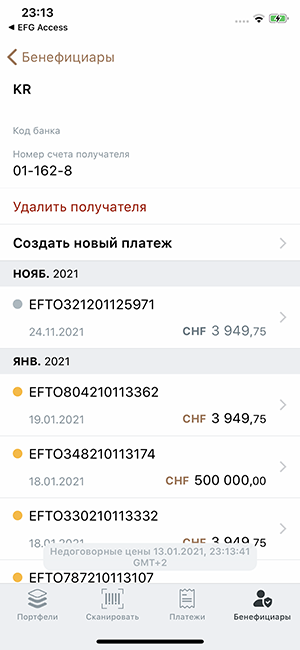 23:13
◀ EFG Access
Бенефициары
KR
Код банка
Номер счета получателя
01-162-8
Удалить получателя
Создать новый платеж
НОЯБ. 2021
EFTO321201125971
24.11.2021 CHF 3 949,75
ЯНВ. 2021
EFTO804210113362
19.01.2021 CHF 3 949,75
EFTO348210113174
18.01.2021 CHF 500 000,00
EFTO330210113332
18.01.2021 CHF 3 949,75
Недоговорные цены 13.01.2021, 23:13:41
GMT+2
EFTO787210113107
Портфели Сканировать Платежи Бенефициары